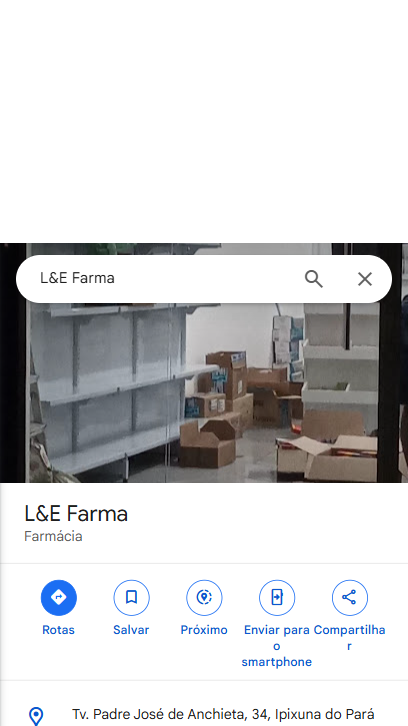 L&E Farma
L&E Farma
Farmácia
Rotas
Salvar
Próximo
Enviar para o smartphone
Compartilhar
Tv. Padre José de Anchieta, 34, Ipixuna do Pará